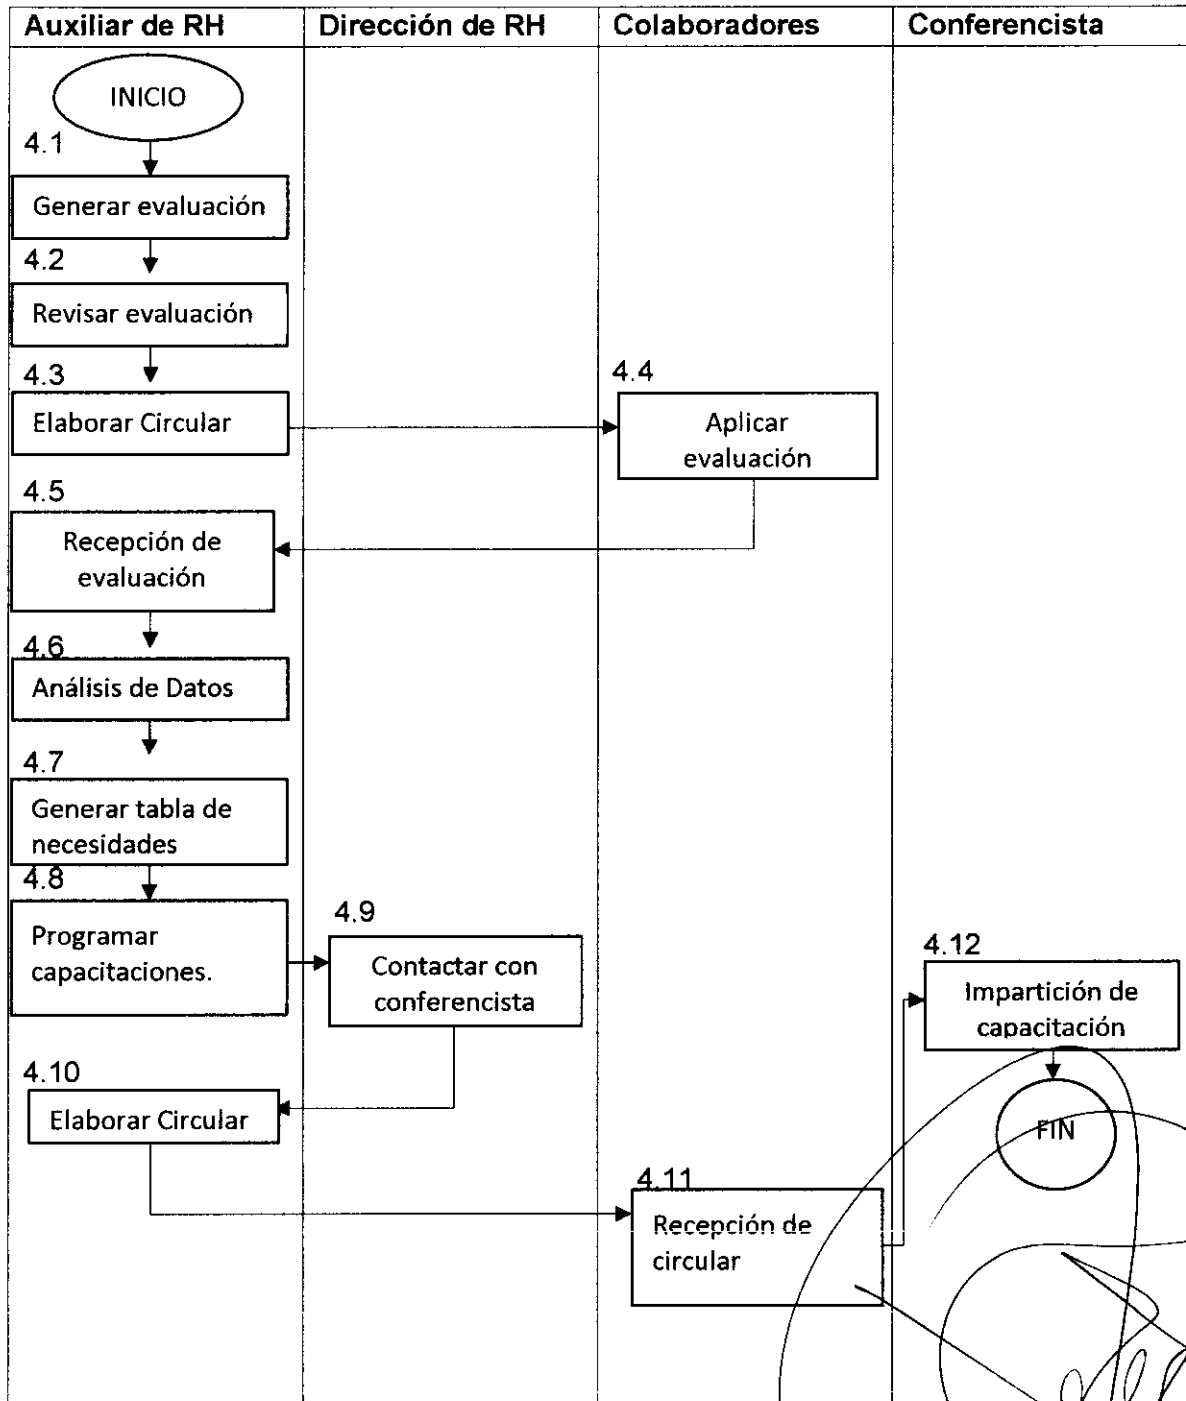 Auxiliar de RH
Dirección de RH
Colaboradores
Conferencista
INICIO
4.1
Generar evaluación
4.2
Revisar evaluación
4.3
Elaborar Circular
4.4
Aplicar
evaluación
4.5
Recepción de
evaluación
4.6
Análisis de Datos
4.7
Generar tabla de
necesidades
4.8
Programar
capacitaciones.
4.9
Contactar con
conferencista
4.10
Elaborar Circular
4.11
Recepción de
circular
4.12
Impartición de
capacitación
FIN